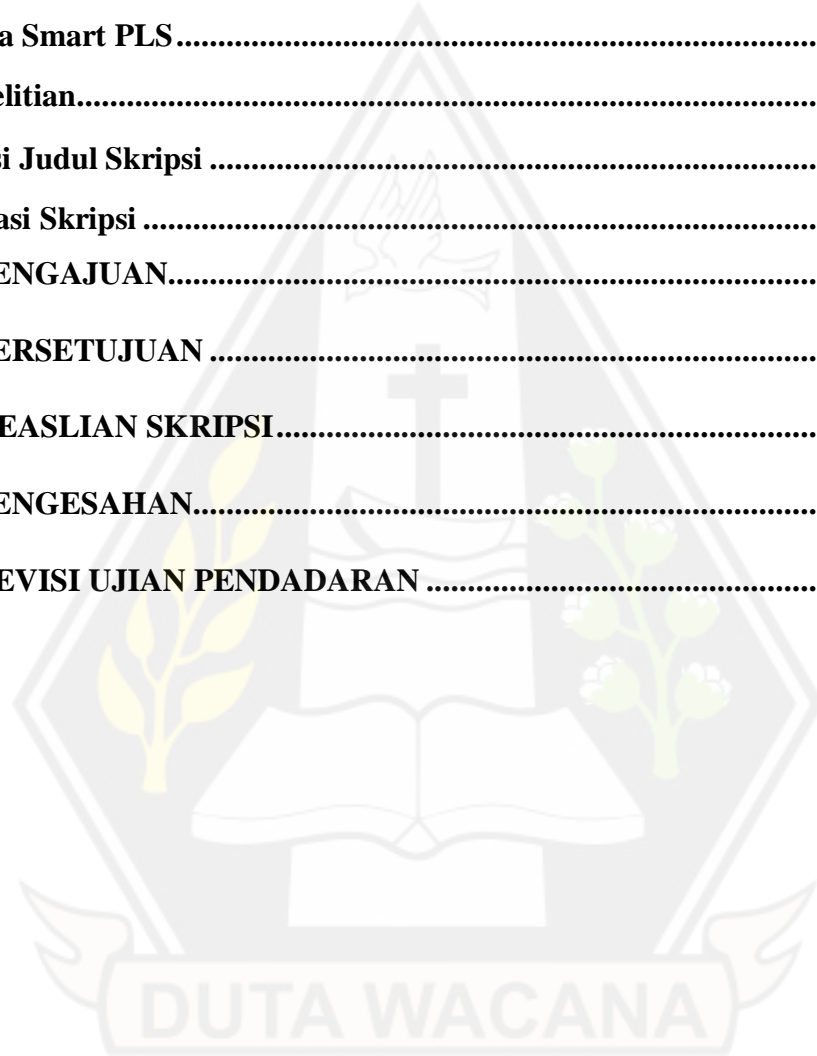 a Smart PLS..............................................................................
elitian..........................................................................................
si Judul Skripsi .........................................................................
asi Skripsi .................................................................................
ENGAJUAN..............................................................................
ERSETUJUAN .........................................................................
EASLIAN SKRIPSI.................................................................
ENGESAHAN...........................................................................
EVISI UJIAN PENDADARAN ...............................................
DUTA WACANA